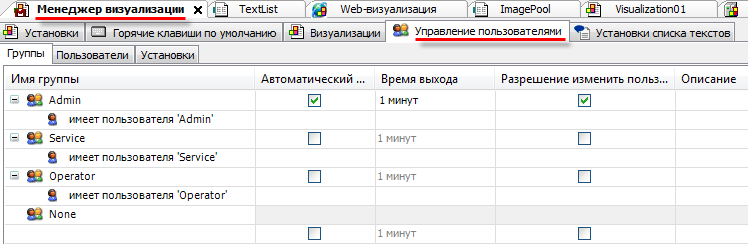 Менеджер визуализации TextList Web-визуализация ImagePool Visualization01
Установки Горячие клавиши по умолчанию Визуализации Управление пользователями Установки списка текстов
Группы Пользователи Установки
Имя группы Автоматический ... Время выхода Разрешение изменить польз... Описание
Admin 1 минут
имеет пользователя 'Admin'
Service 1 минут
имеет пользователя 'Service'
Operator 1 минут
имеет пользователя 'Operator'
None
1 минут